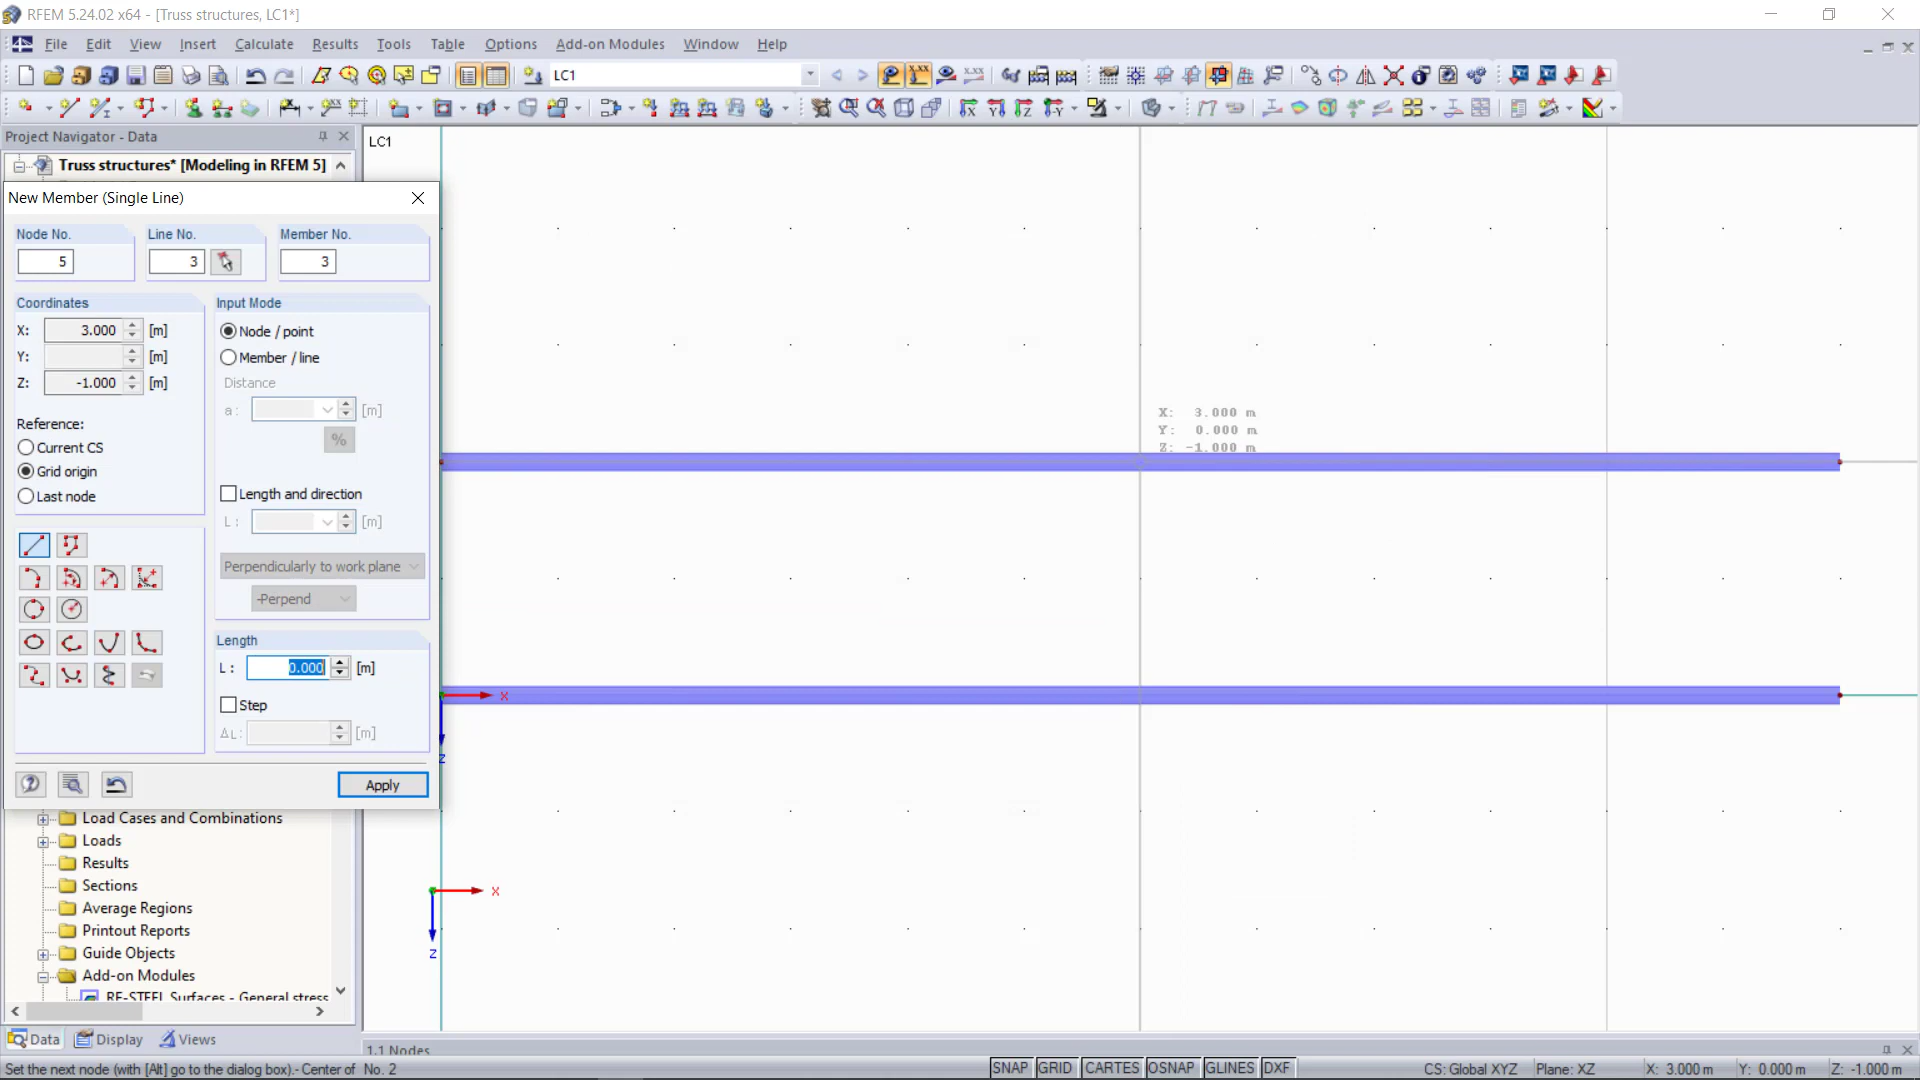 RFEM 5.24.02 x64 - [Truss structures, LC1*]
File Edit View Insert Calculate Results Tools Table Options Add-on Modules Window Help
LC1
Project Navigator - Data
LC1
Truss structures* [Modeling in RFEM 5]
New Member (Single Line)
Node No. Line No. Member No.
5 3 3
Coordinates Input Mode
X: 3.000 [m] Node / point
Y: [m] Member / line
Z: -1.000 [m] Distance
a: [m]
Reference: %
Current CS
Grid origin
Last node
Length and direction
L: [m]
Perpendicularly to work plane
-Perpend
Length
L: 0.000 [m]
Step
ΔL: [m]
Apply
X: 3.000 m
Y: 0.000 m
Z: -1.000 m
X
Z
X
Z
Load Cases and Combinations
Loads
Results
Sections
Average Regions
Printout Reports
Guide Objects
Add-on Modules
RF-STEEL Surfaces - General stress
Data Display Views
1.1 Nodes
Set the next node (with [Alt] go to the dialog box).- Center of No. 2 SNAP GRID CARTES OSNAP GLINES DXF CS: Global XYZ Plane: XZ X: 3.000 m Y: 0.000 m Z: -1.000 m